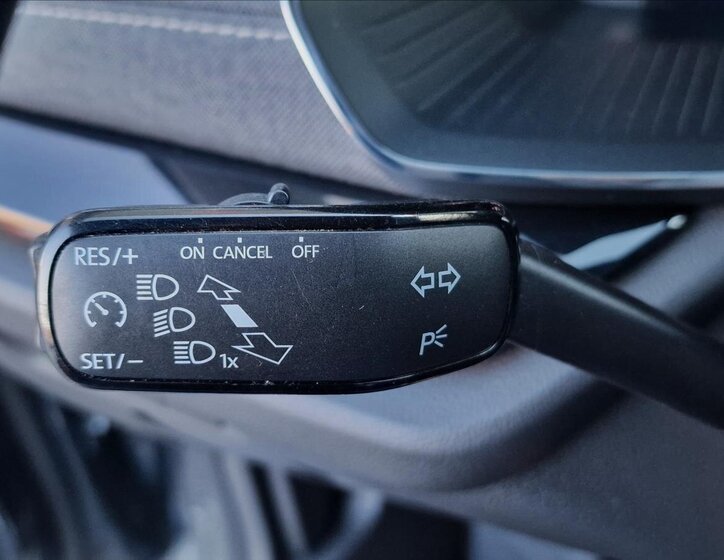 RES/+ ON CANCEL OFF
SET/− 1x
P